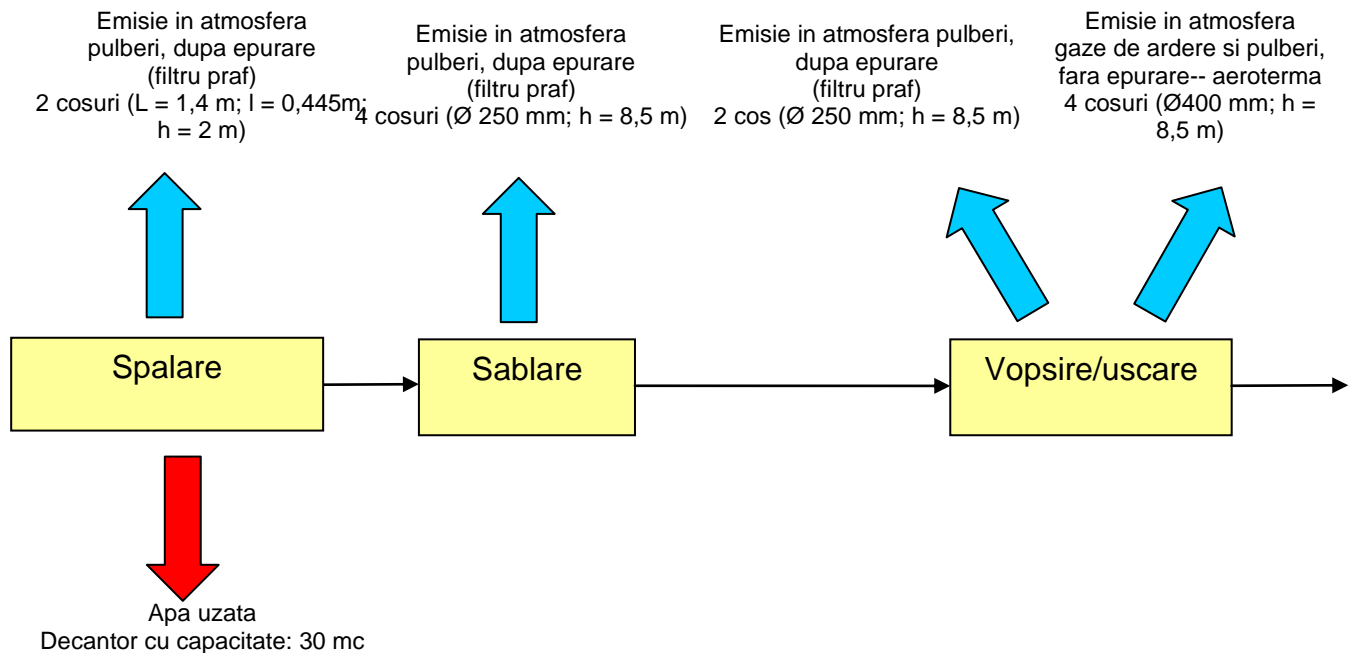 Emisie in atmosfera
pulberi, dupa epurare
(filtru praf)
2 cosuri (L = 1,4 m; l = 0,445m;
h = 2 m)
Emisie in atmosfera
pulberi, dupa epurare
(filtru praf)
4 cosuri (Ø 250 mm; h = 8,5 m)
Emisie in atmosfera pulberi,
dupa epurare
(filtru praf)
2 cos (Ø 250 mm; h = 8,5 m)
Emisie in atmosfera
gaze de ardere si pulberi,
fara epurare-- aeroterma
4 cosuri (Ø400 mm; h =
8,5 m)
Spalare
Sablare
Vopsire/uscare
Apa uzata
Decantor cu capacitate: 30 mc